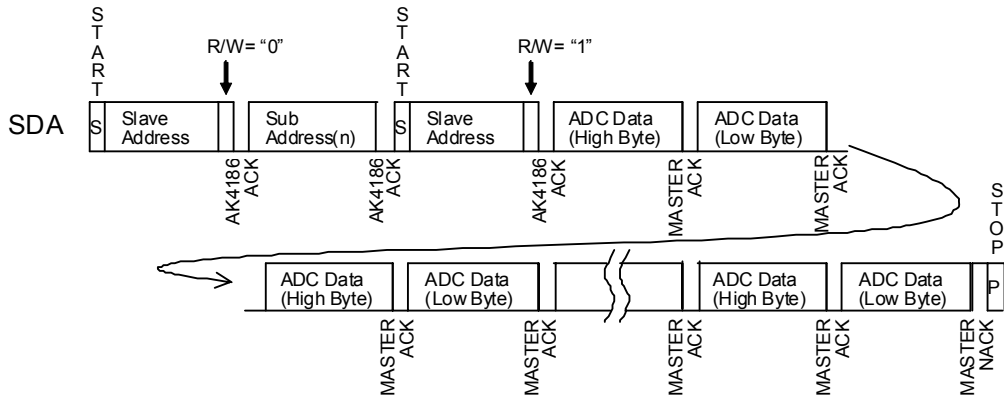 START
START
R/W= “0”
R/W= “1”
SDA
S
Slave
Address
Sub
Address(n)
S
Slave
Address
ADC Data
(High Byte)
ADC Data
(Low Byte)
AK4186
ACK
AK4186
ACK
AK4186
ACK
MASTER
ACK
MASTER
ACK
STOP
ADC Data
(High Byte)
ADC Data
(Low Byte)
ADC Data
(High Byte)
ADC Data
(Low Byte)
P
MASTER
ACK
MASTER
ACK
MASTER
ACK
MASTER
ACK
MASTER
NACK